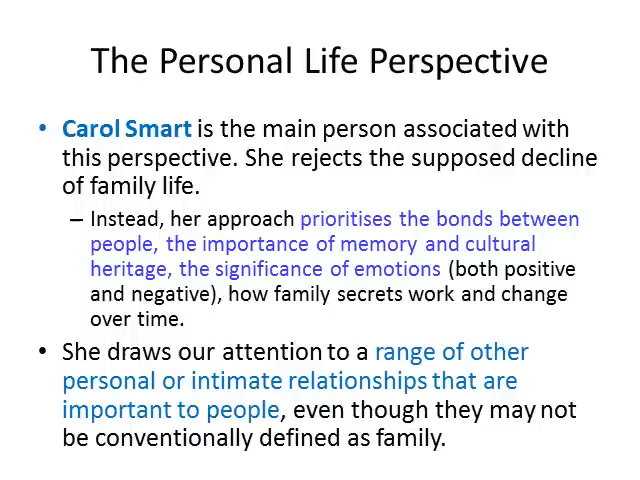 The Personal Life Perspective
• Carol Smart is the main person associated with
this perspective. She rejects the supposed decline
of family life.
– Instead, her approach prioritises the bonds between
people, the importance of memory and cultural
heritage, the significance of emotions (both positive
and negative), how family secrets work and change
over time.
• She draws our attention to a range of other
personal or intimate relationships that are
important to people, even though they may not
be conventionally defined as family.